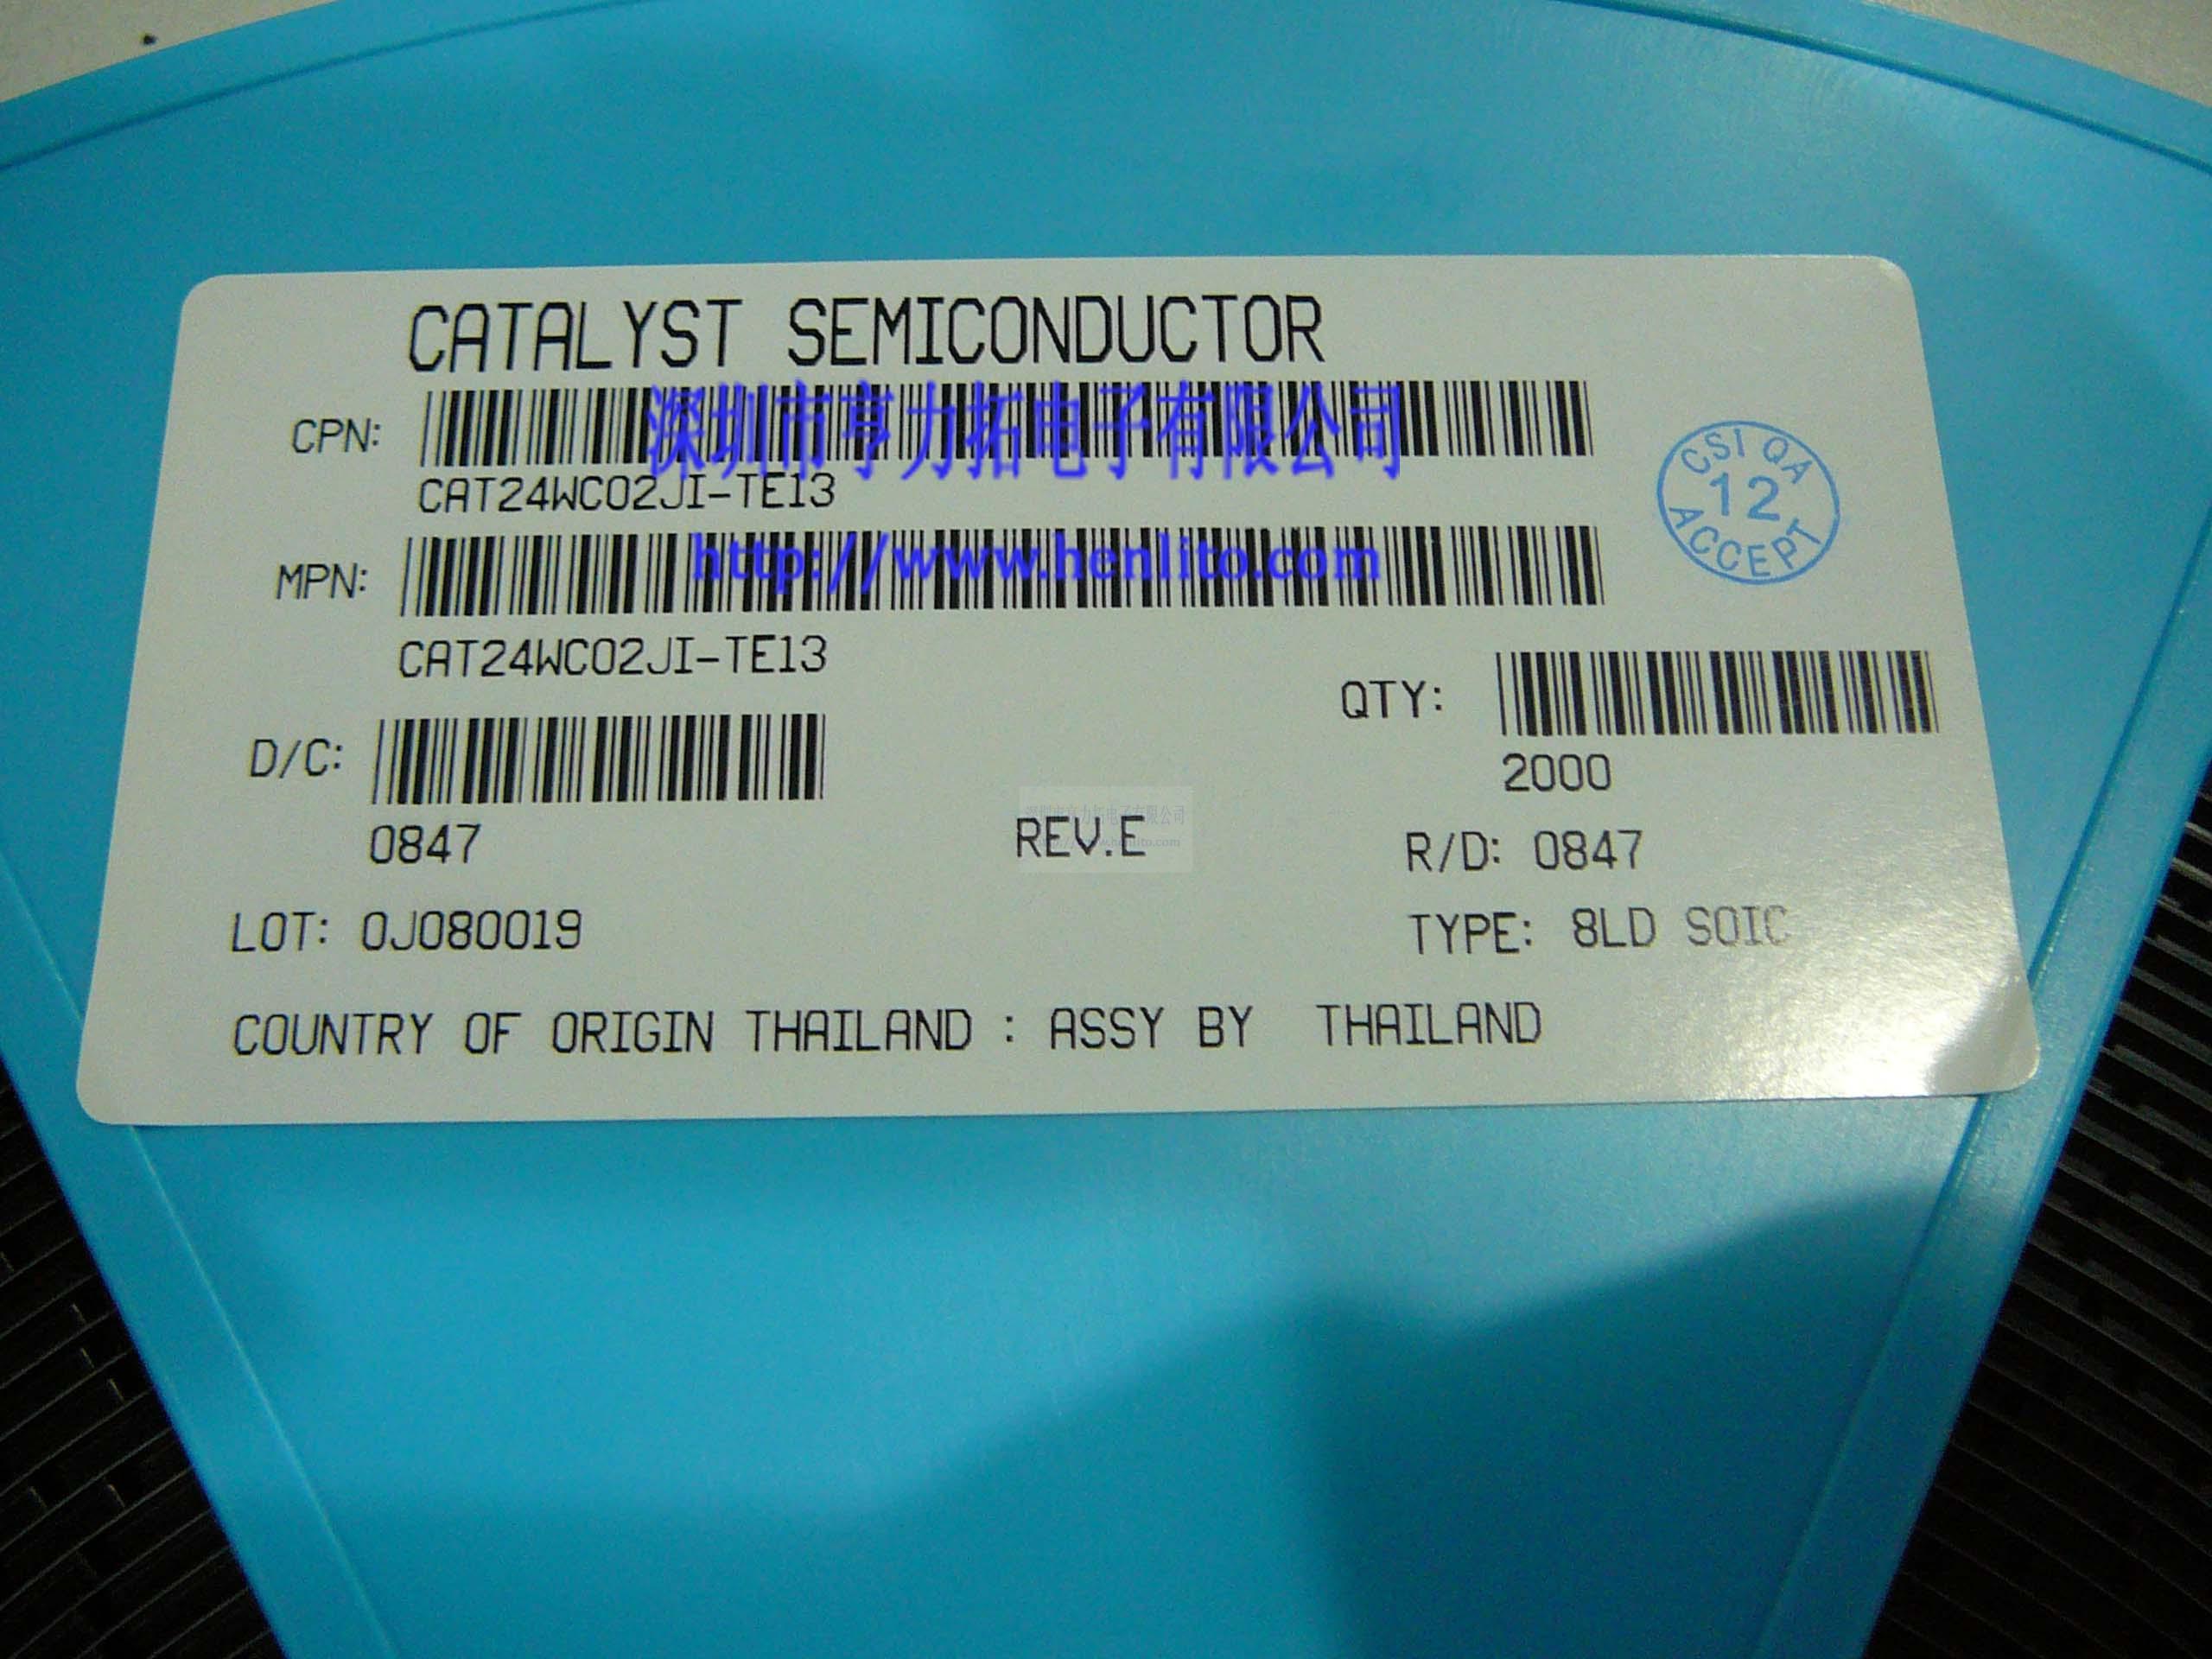 CATALYST SEMICONDUCTOR
CPN:
深圳市亨力拓电子有限公司
CAT24WC02JI-TE13
CSI QA
12
ACCEPT
http://www.henlito.com
MPN:
CAT24WC02JI-TE13
QTY:
2000
D/C:
0847
REV.E
R/D: 0847
LOT: 0J080019
TYPE: 8LD SOIC
COUNTRY OF ORIGIN THAILAND : ASSY BY THAILAND